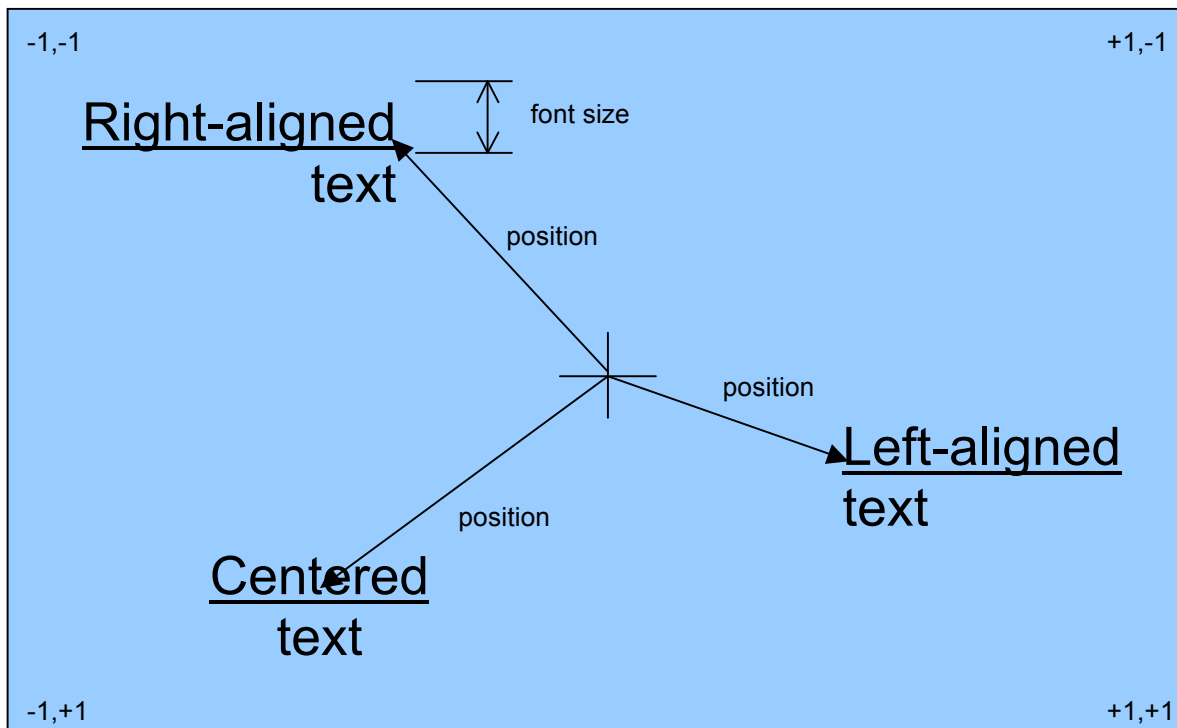 -1,-1
+1,-1
Right-aligned
text
font size
position
position
Left-aligned
text
position
Centered
text
-1,+1
+1,+1